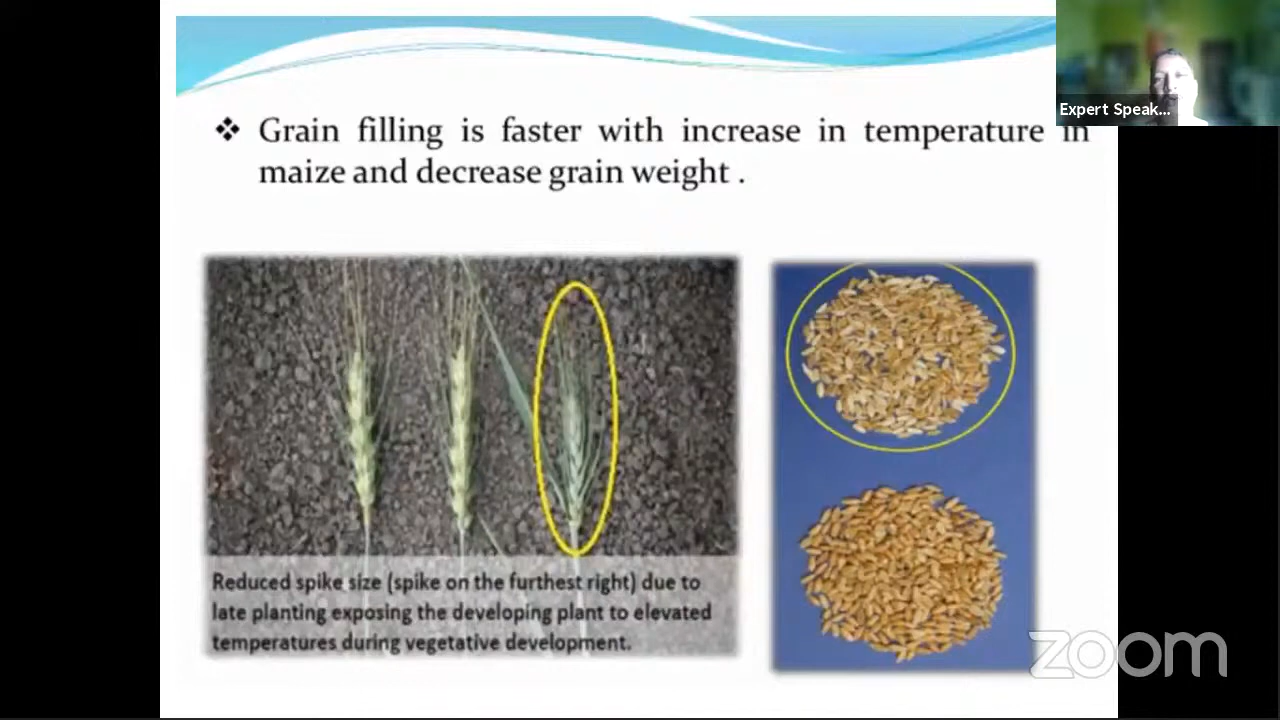 Expert Speak...
❖ Grain filling is faster with increase in temperature in
maize and decrease grain weight .
Reduced spike size (spike on the furthest right) due to
late planting exposing the developing plant to elevated
temperatures during vegetative development.
zoom